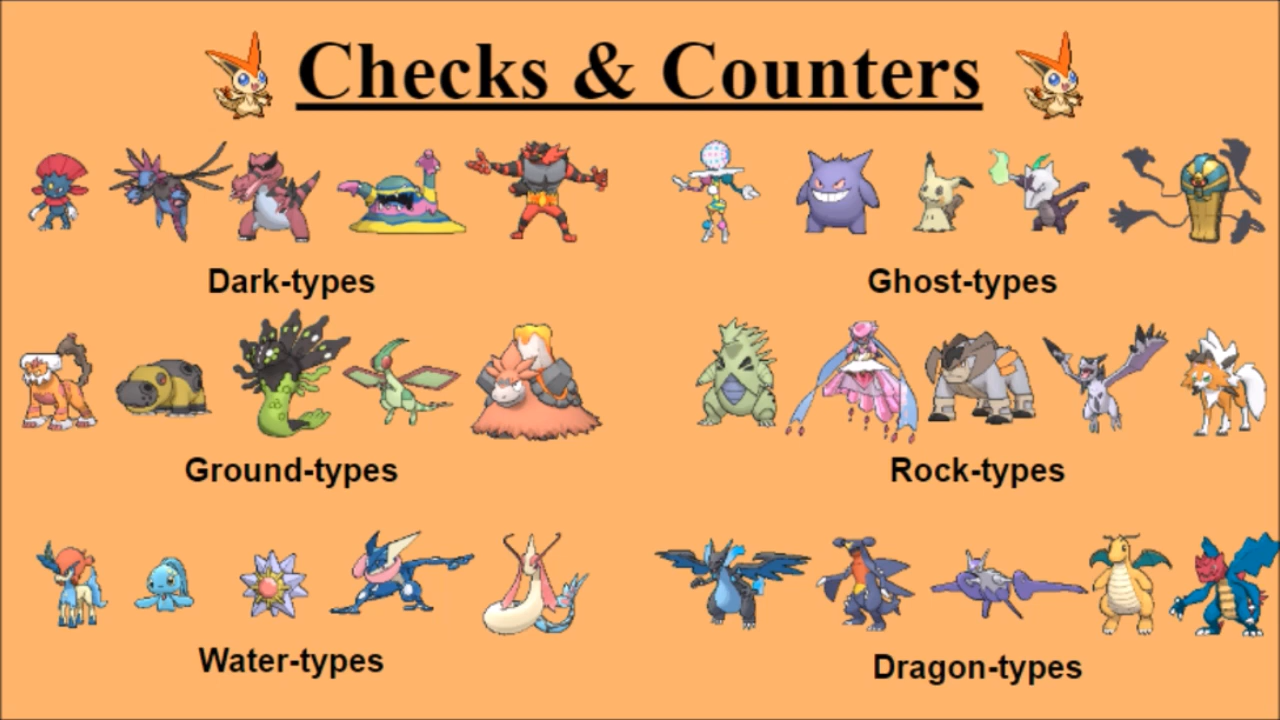 Checks & Counters
Dark-types
Ghost-types
Ground-types
Rock-types
Water-types
Dragon-types